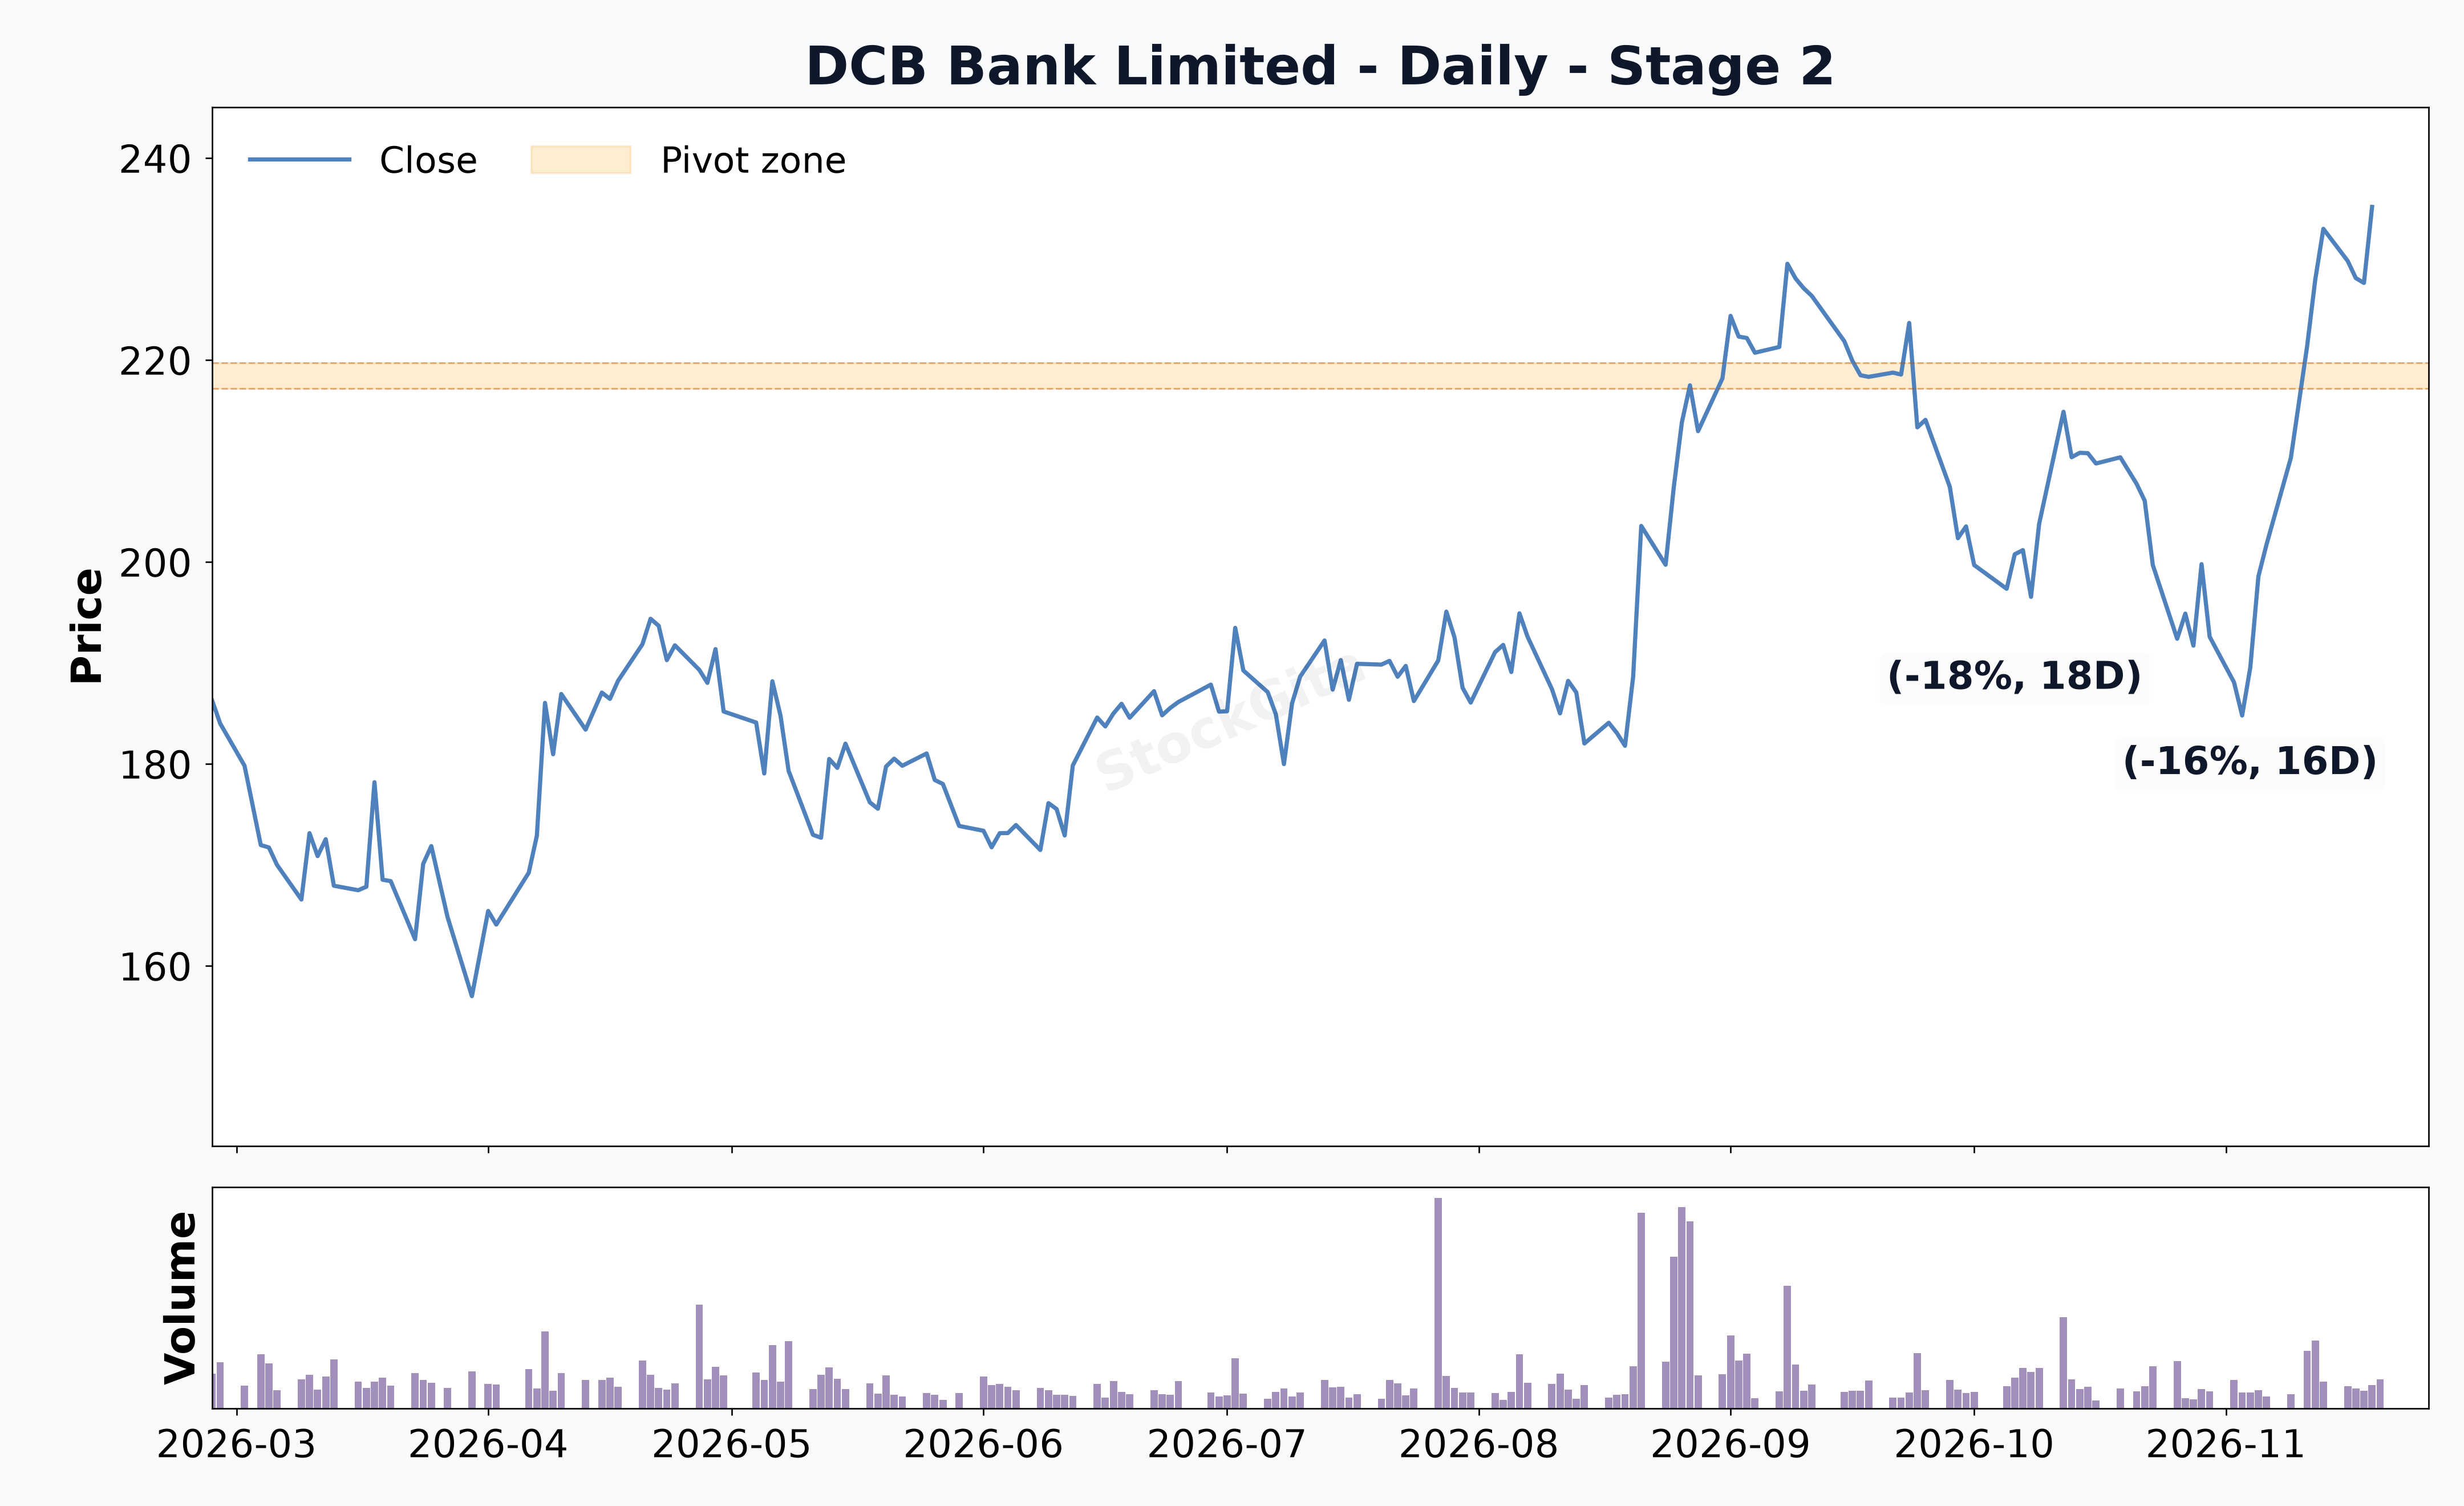 DCB Bank Limited - Daily - Stage 2
Close
Pivot zone
240
220
200
180
160
Price
(-18%, 18D)
(-16%, 16D)
Volume
2026-03
2026-04
2026-05
2026-06
2026-07
2026-08
2026-09
2026-10
2026-11